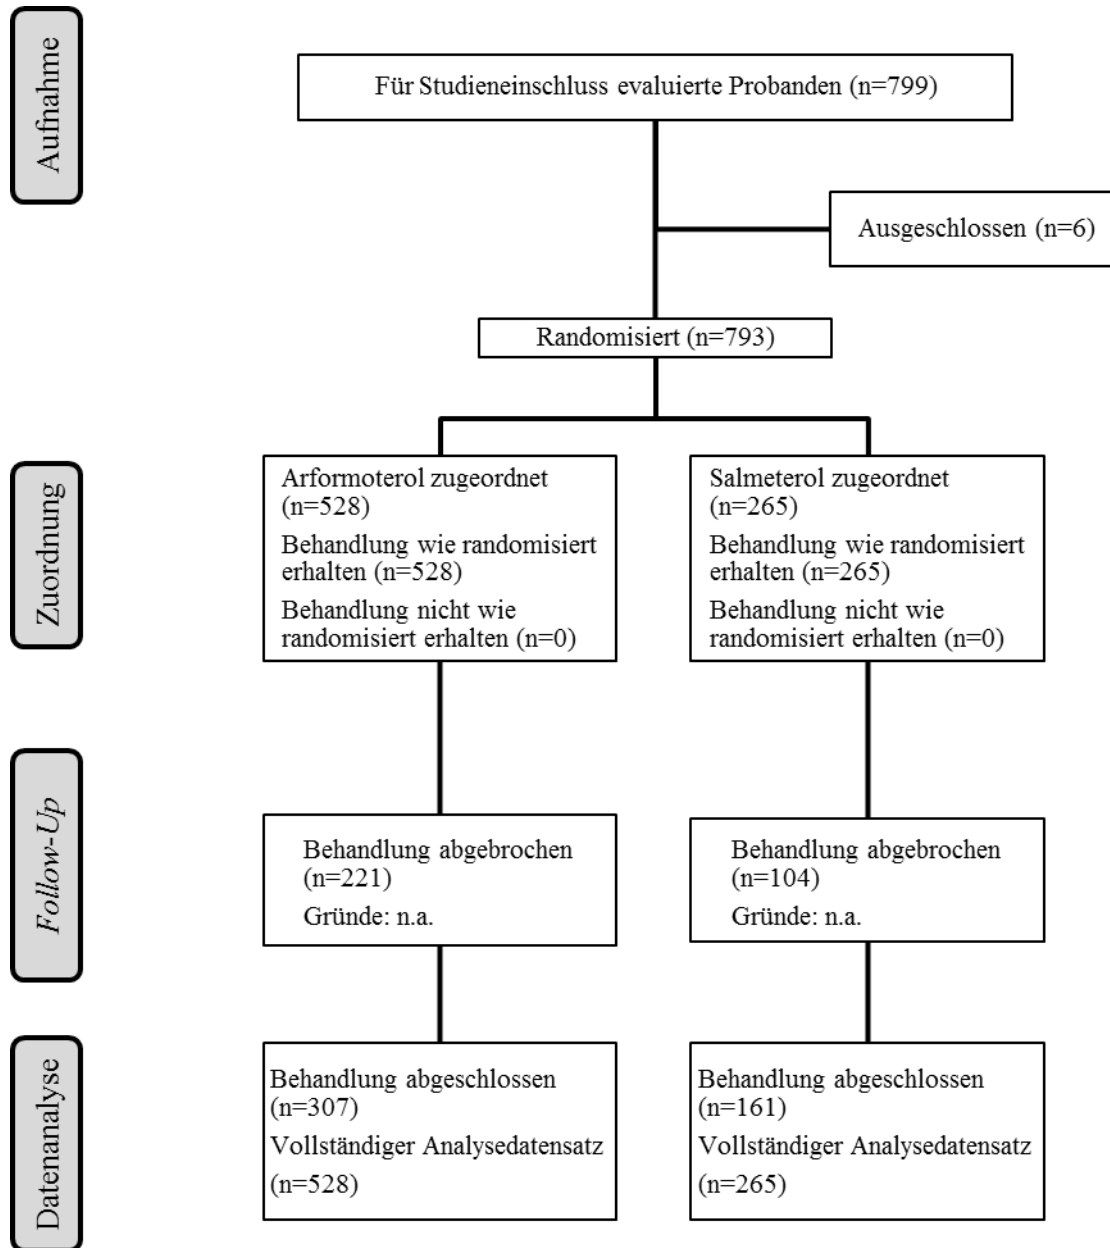 Aufnahme
Für Studieneinschluss evaluierte Probanden (n=799)
Ausgeschlossen (n=6)
Randomisiert (n=793)
Zuordnung
Arformoterol zugeordnet
(n=528)
Behandlung wie randomisiert
erhalten (n=528)
Behandlung nicht wie
randomisiert erhalten (n=0)
Salmeterol zugeordnet
(n=265)
Behandlung wie randomisiert
erhalten (n=265)
Behandlung nicht wie
randomisiert erhalten (n=0)
Follow-Up
Behandlung abgebrochen
(n=221)
Gründe: n.a.
Behandlung abgebrochen
(n=104)
Gründe: n.a.
Datenanalyse
Behandlung abgeschlossen
(n=307)
Vollständiger Analysedatensatz
(n=528)
Behandlung abgeschlossen
(n=161)
Vollständiger Analysedatensatz
(n=265)